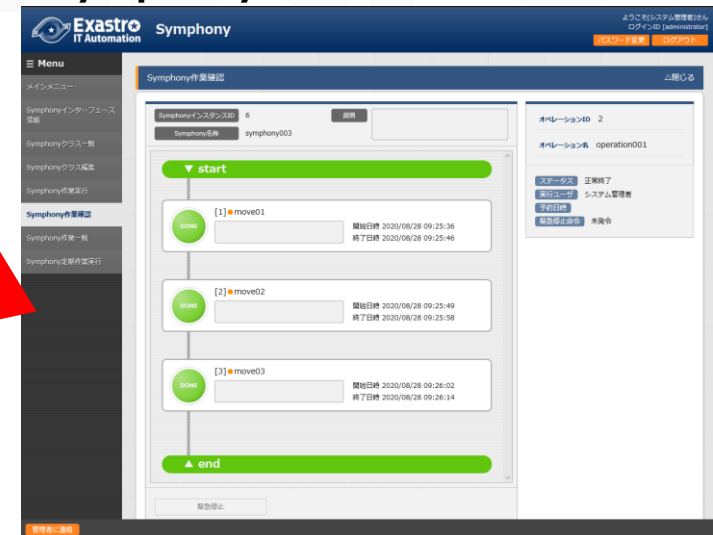 Exastro
IT Automation
Symphony
ようこそ[システム管理者]さん
ログインID [administrator]
パスワード変更
ログアウト
Menu
メインメニュー
Symphonyインターフェース情報
Symphonyクラス一覧
Symphonyクラス編集
Symphony作業実行
Symphony作業確認
Symphony作業一覧
Symphony定期作業実行
Symphony作業確認
△閉じる
SymphonyインスタンスID 6
説明
Symphony名称 symphony003
▼ start
DONE
[1]●move01
開始日時 2020/08/28 09:25:36
終了日時 2020/08/28 09:25:46
DONE
[2]●move02
開始日時 2020/08/28 09:25:49
終了日時 2020/08/28 09:25:58
DONE
[3]●move03
開始日時 2020/08/28 09:26:02
終了日時 2020/08/28 09:26:14
▲ end
緊急停止
オペレーションID 2
オペレーション名 operation001
ステータス 正常終了
実行ユーザ システム管理者
予約日時
緊急停止命令 未発令
管理者に連絡